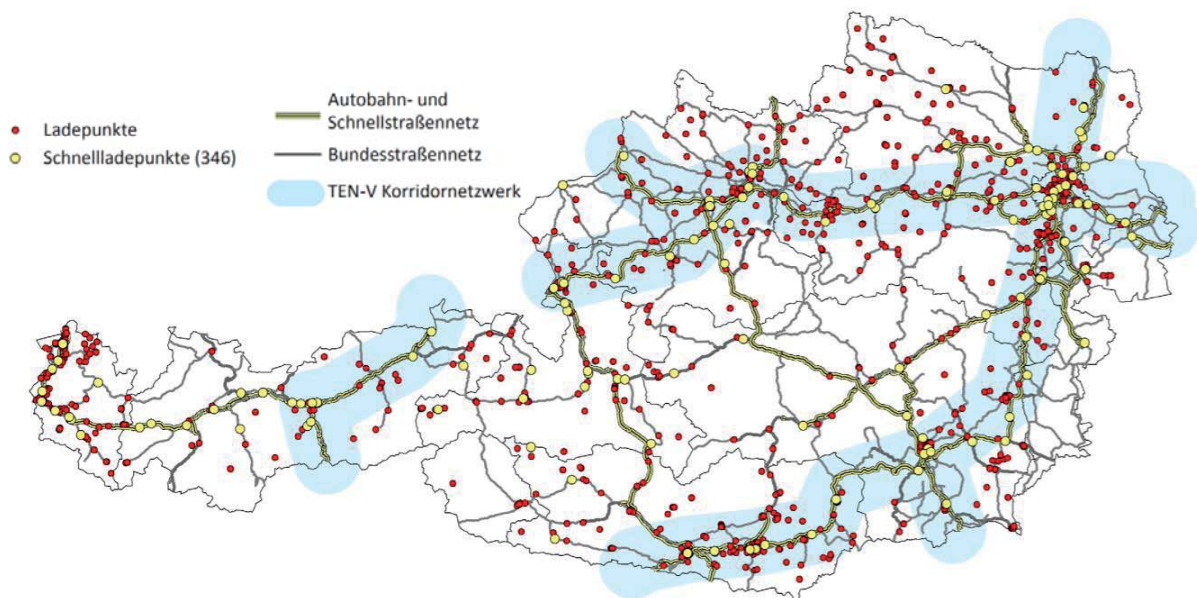 Ladepunkte
Schnellladepunkte (346)
Autobahn- und
Schnellstraßennetz
Bundesstraßennetz
TEN-V Korridornetzwerk